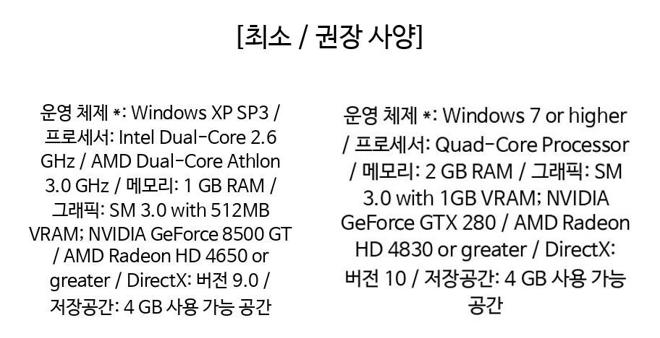 [최소 / 권장 사양]
운영 체제 *: Windows XP SP3 /
프로세서: Intel Dual-Core 2.6
GHz / AMD Dual-Core Athlon
3.0 GHz / 메모리: 1 GB RAM /
그래픽: SM 3.0 with 512MB
VRAM; NVIDIA GeForce 8500 GT
/ AMD Radeon HD 4650 or
greater / DirectX: 버전 9.0 /
저장공간: 4 GB 사용 가능 공간
운영 체제 *: Windows 7 or higher
/ 프로세서: Quad-Core Processor
/ 메모리: 2 GB RAM / 그래픽: SM
3.0 with 1GB VRAM; NVIDIA
GeForce GTX 280 / AMD Radeon
HD 4830 or greater / DirectX:
버전 10 / 저장공간: 4 GB 사용 가능
공간